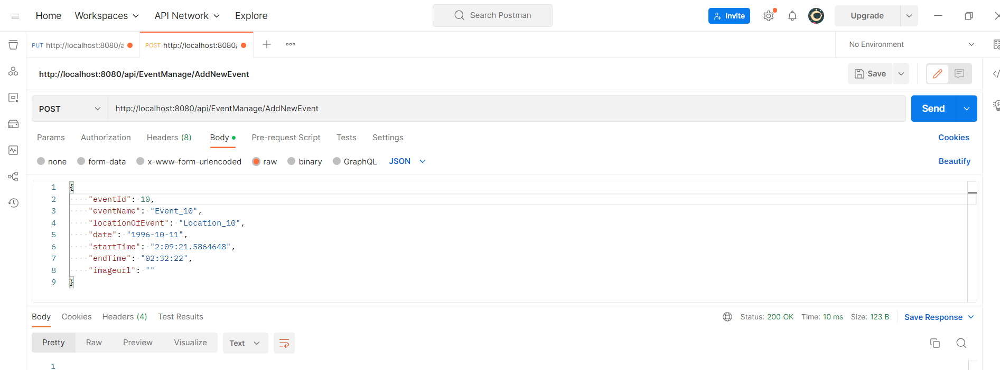 Home Workspaces API Network Explore Search Postman Invite Upgrade
PUT http://localhost:8080/a POST http://localhost:8080/ No Environment
http://localhost:8080/api/EventManage/AddNewEvent Save
POST http://localhost:8080/api/EventManage/AddNewEvent Send
Params Authorization Headers (8) Body Pre-request Script Tests Settings Cookies
none form-data x-www-form-urlencoded raw binary GraphQL JSON Beautify
1 {
2 "eventId": 10,
3 "eventName": "Event_10",
4 "locationOfEvent": "Location_10",
5 "date": "1996-10-11",
6 "startTime": "2:09:21.5864648",
7 "endTime": "02:32:22",
8 "imageurl": ""
9 }
Body Cookies Headers (4) Test Results Status: 200 OK Time: 10 ms Size: 123 B Save Response
Pretty Raw Preview Visualize Text
1